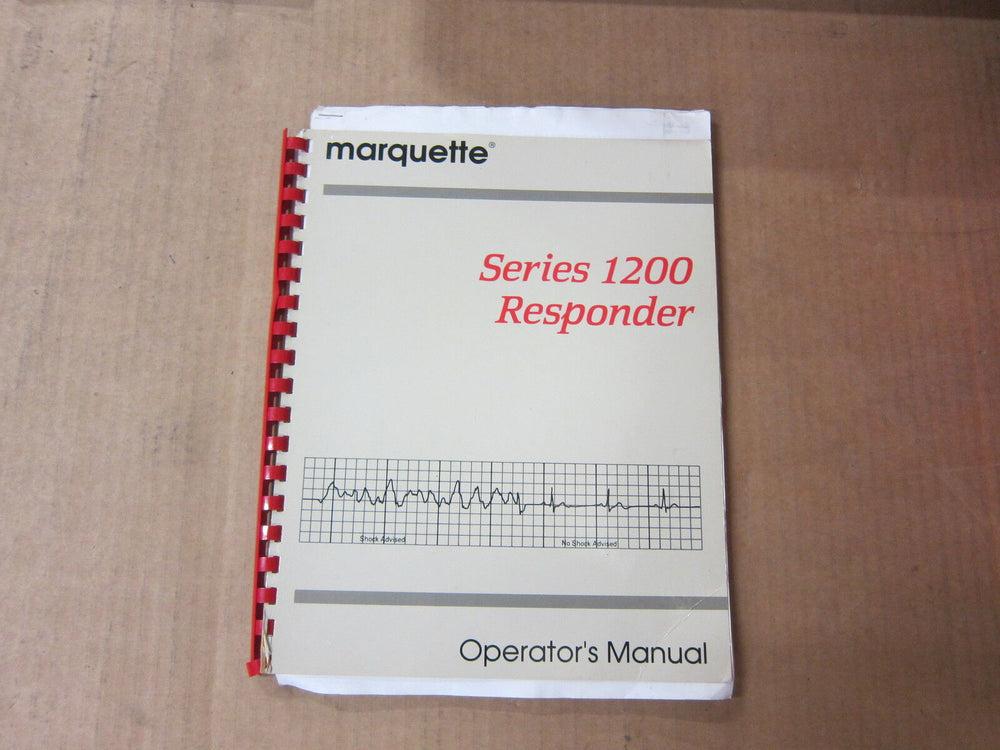 marquette®
Series 1200
Responder
Shock Advised
No Shock Advised
Operator's Manual